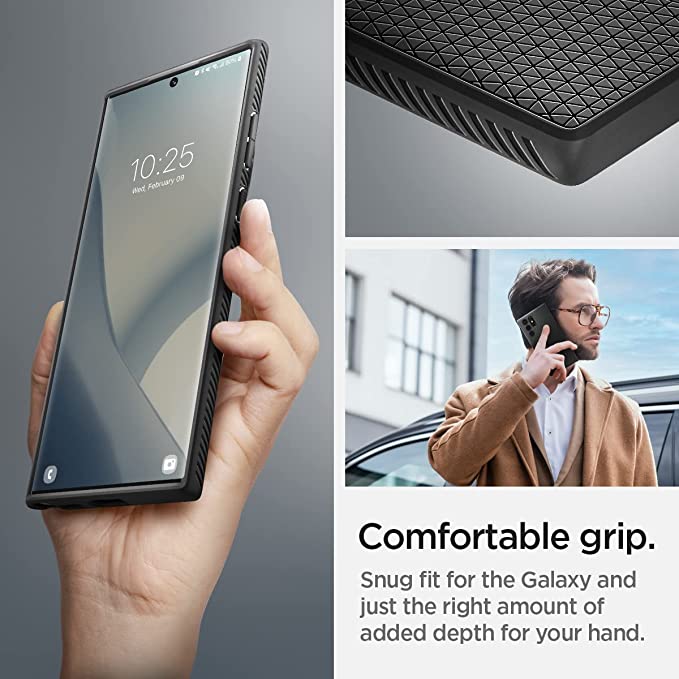 80%
10:25
Wed, February 09
Comfortable grip.
Snug fit for the Galaxy and
just the right amount of
added depth for your hand.